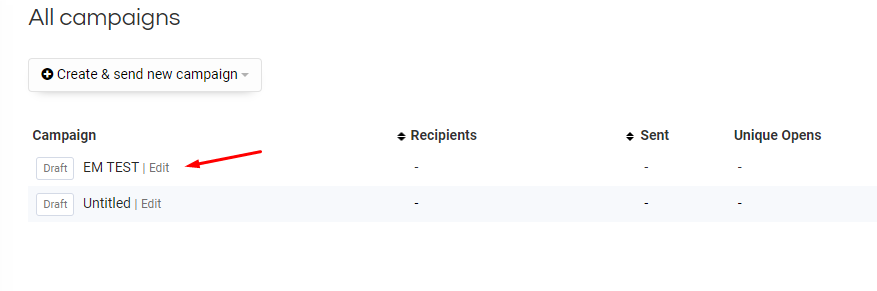 All campaigns
Create & send new campaign
Campaign Recipients Sent Unique Opens
Draft EM TEST | Edit - - -
Draft Untitled | Edit - - -